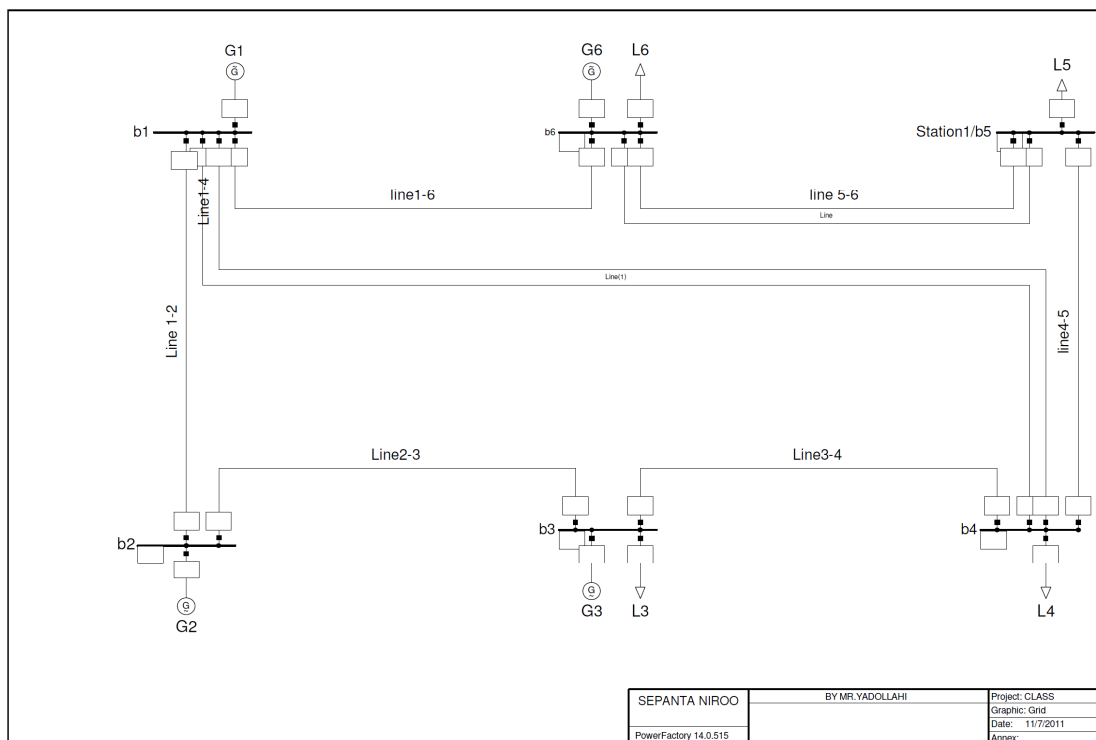 G1
G6
L6
L5
b1
b6
Station1/b5
Line1-4
line1-6
line 5-6
Line
Line(1)
Line 1-2
line4-5
Line2-3
Line3-4
b2
b3
b4
G2
G3
L3
L4
SEPANTA NIROO
PowerFactory 14.0.515
BY MR.YADOLLAHI
Project: CLASS
Graphic: Grid
Date: 11/7/2011
Annex: